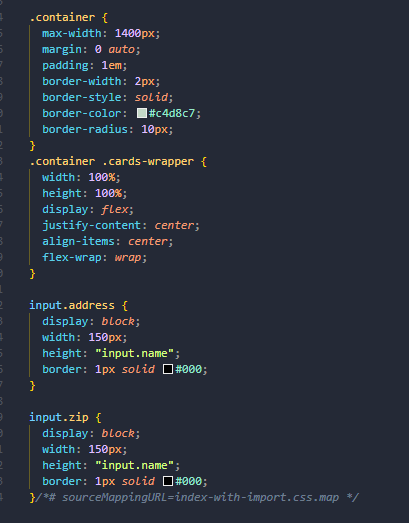 .container {
max-width: 1400px;
margin: 0 auto;
padding: 1em;
border-width: 2px;
border-style: solid;
border-color: #c4d8c7;
border-radius: 10px;
}
.container .cards-wrapper {
width: 100%;
height: 100%;
display: flex;
justify-content: center;
align-items: center;
flex-wrap: wrap;
}
input.address {
display: block;
width: 150px;
height: "input.name";
border: 1px solid #000;
}
input.zip {
display: block;
width: 150px;
height: "input.name";
border: 1px solid #000;
}/*# sourceMappingURL=index-with-import.css.map */